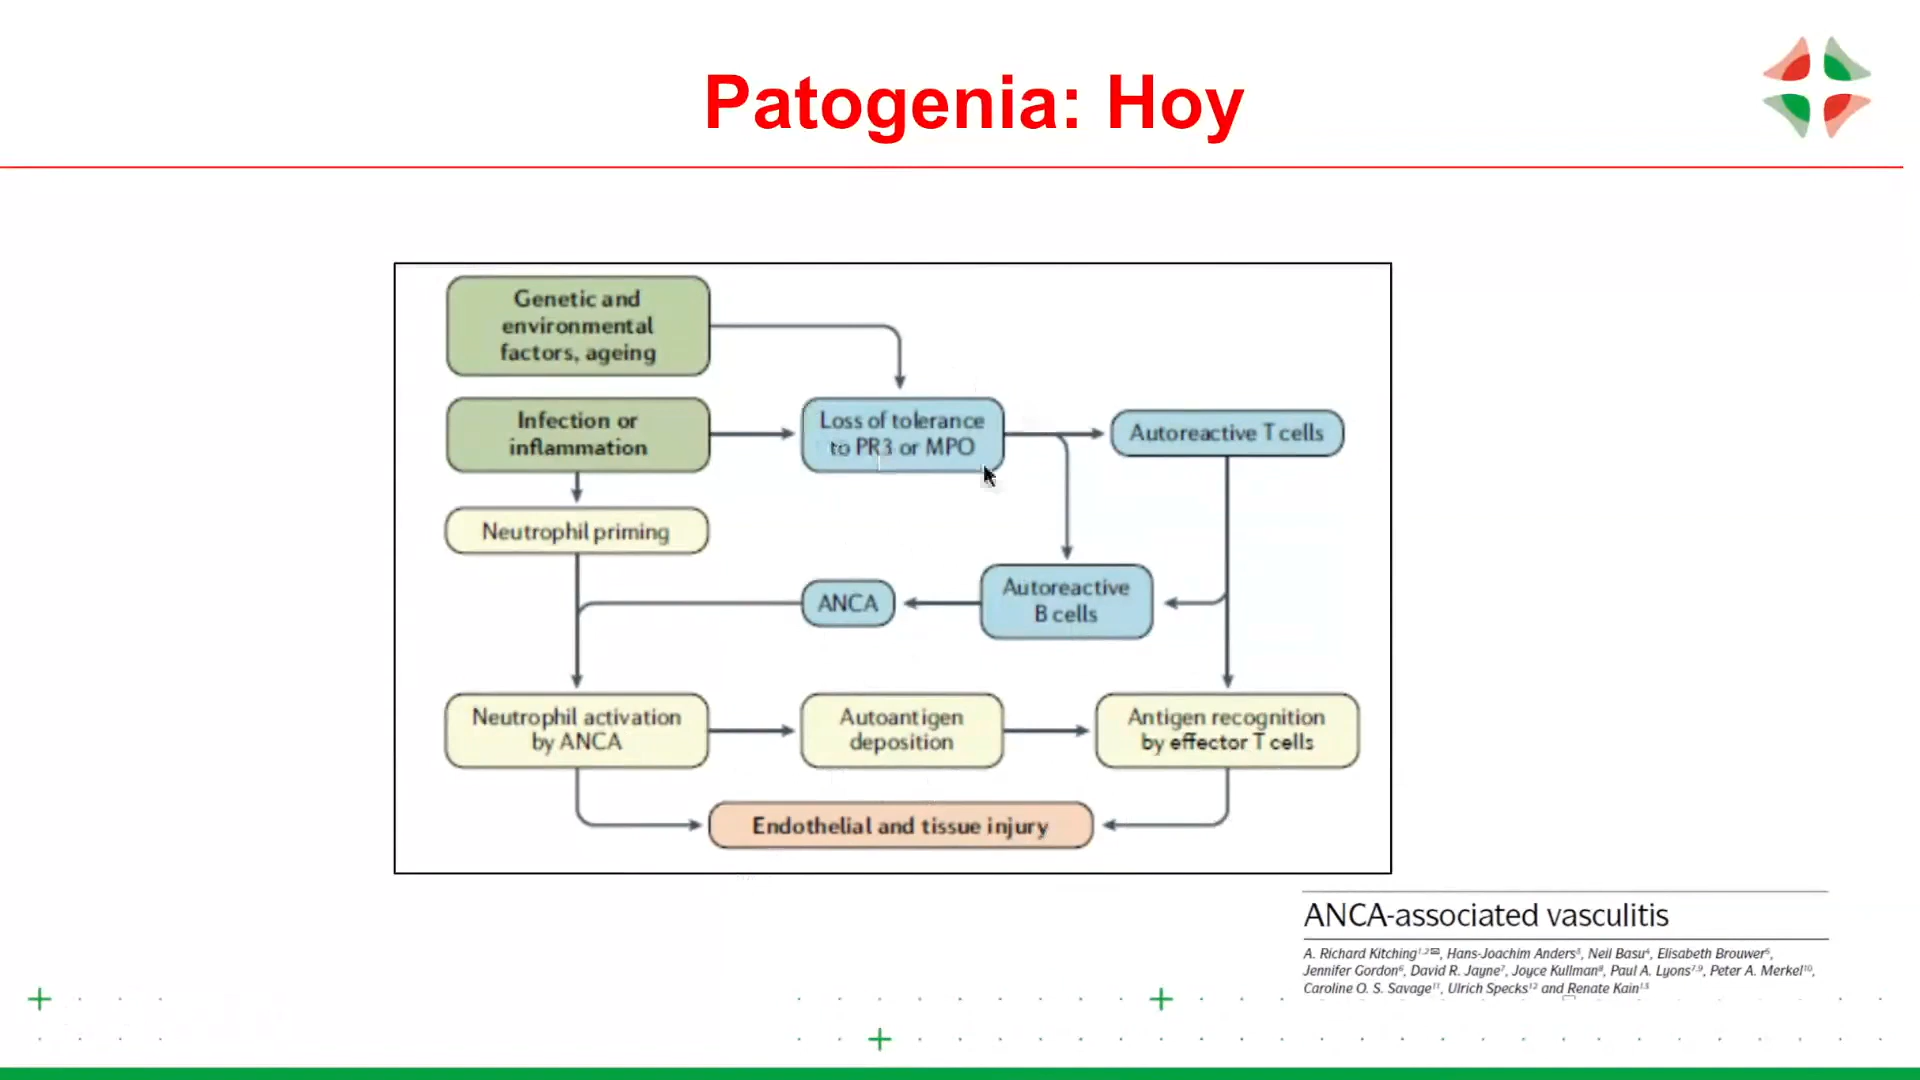 Patogenia: Hoy
Genetic and
environmental
factors, ageing
Infection or
inflammation
Loss of tolerance
to PR3 or MPO
Autoreactive T cells
Neutrophil priming
ANCA
Autoreactive
B cells
Neutrophil activation
by ANCA
Autoantigen
deposition
Antigen recognition
by effector T cells
Endothelial and tissue injury
ANCA-associated vasculitis
A. Richard Kitching¹,²✉, Hans-Joachim Anders³, Neil Basu⁴, Elisabeth Brouwer⁵,
Jennifer Gordon⁶, David R. Jayne⁷, Joyce Kullman⁸, Paul A. Lyons⁷,⁹, Peter A. Merkel¹⁰,
Caroline O. S. Savage¹¹, Ulrich Specks¹² and Renate Kain¹³